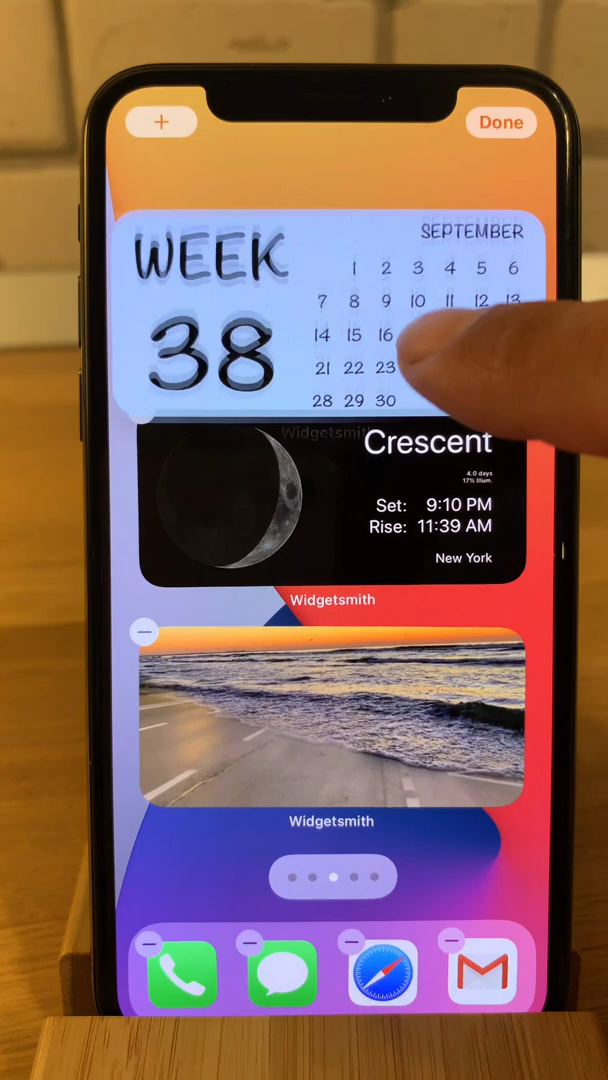 +
Done
WEEK
38
SEPTEMBER
1 2 3 4 5 6
7 8 9 10 11 12 13
14 15 16
21 22 23
28 29 30
Widgetsmith
Crescent
4.0 days
17% Illum.
Set: 9:10 PM
Rise: 11:39 AM
New York
Widgetsmith
Widgetsmith